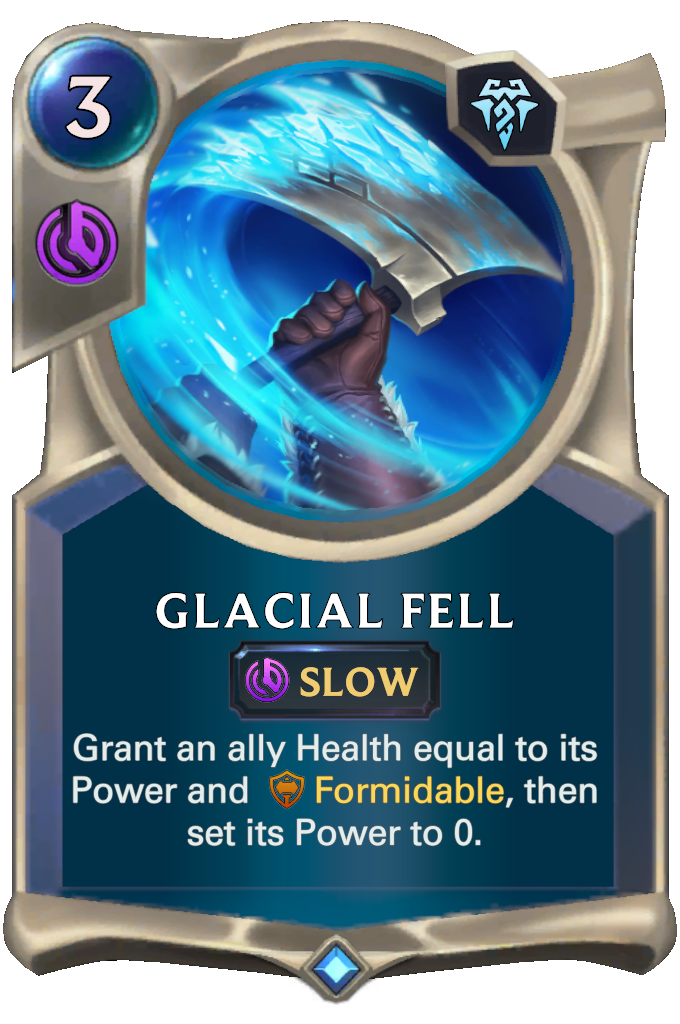 3
GLACIAL FELL
SLOW
Grant an ally Health equal to its
Power and Formidable, then
set its Power to 0.